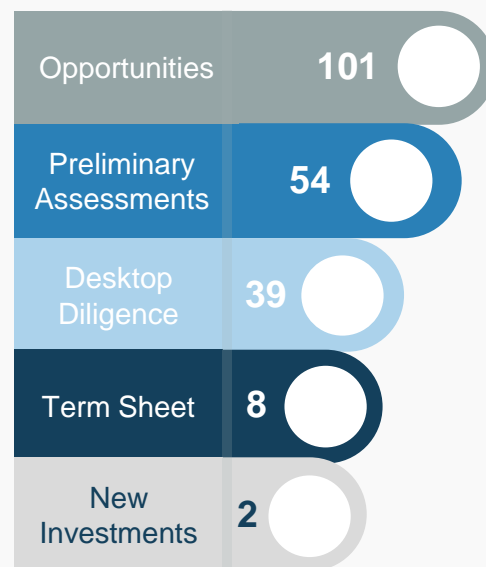 Opportunities 101
Preliminary
Assessments
54
Desktop
Diligence
39
Term Sheet 8
New
Investments
2